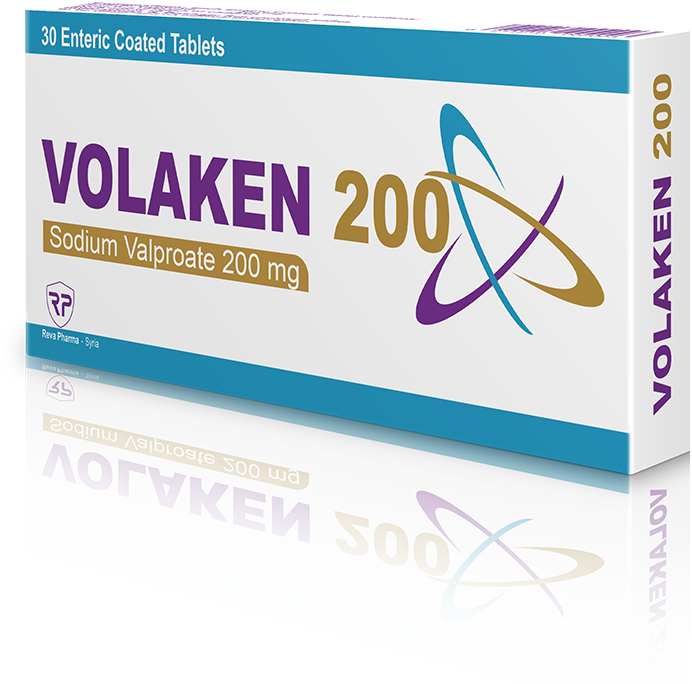 30 Enteric Coated Tablets
VOLAKEN 200
Sodium Valproate 200 mg
RP
Reva Pharma - Syria
VOLAKEN 200